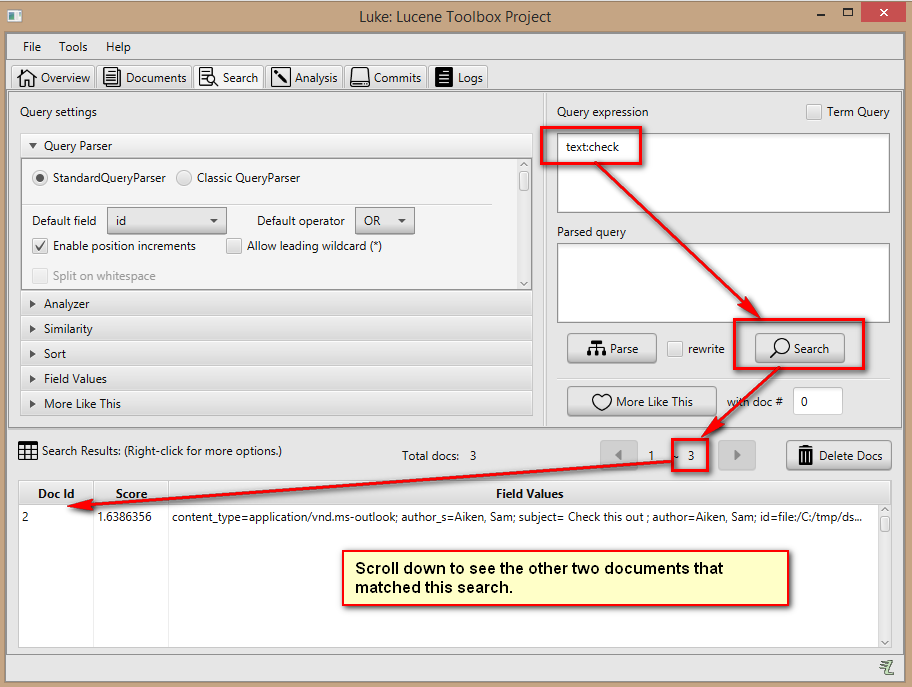 Luke: Lucene Toolbox Project
File Tools Help
Overview Documents Search Analysis Commits Logs
Query settings
Query Parser
StandardQueryParser Classic QueryParser
Default field id Default operator OR
Enable position increments Allow leading wildcard (*)
Split on whitespace
Analyzer
Similarity
Sort
Field Values
More Like This
Query expression Term Query
text:check
Parsed query
Parse rewrite Search
More Like This with doc # 0
Search Results: (Right-click for more options.) Total docs: 3 1 ~ 3 Delete Docs
Doc Id Score Field Values
2 1.6386356 content_type=application/vnd.ms-outlook; author_s=Aiken, Sam; subject= Check this out ; author=Aiken, Sam; id=file:/C:/tmp/ds...
Scroll down to see the other two documents that
matched this search.